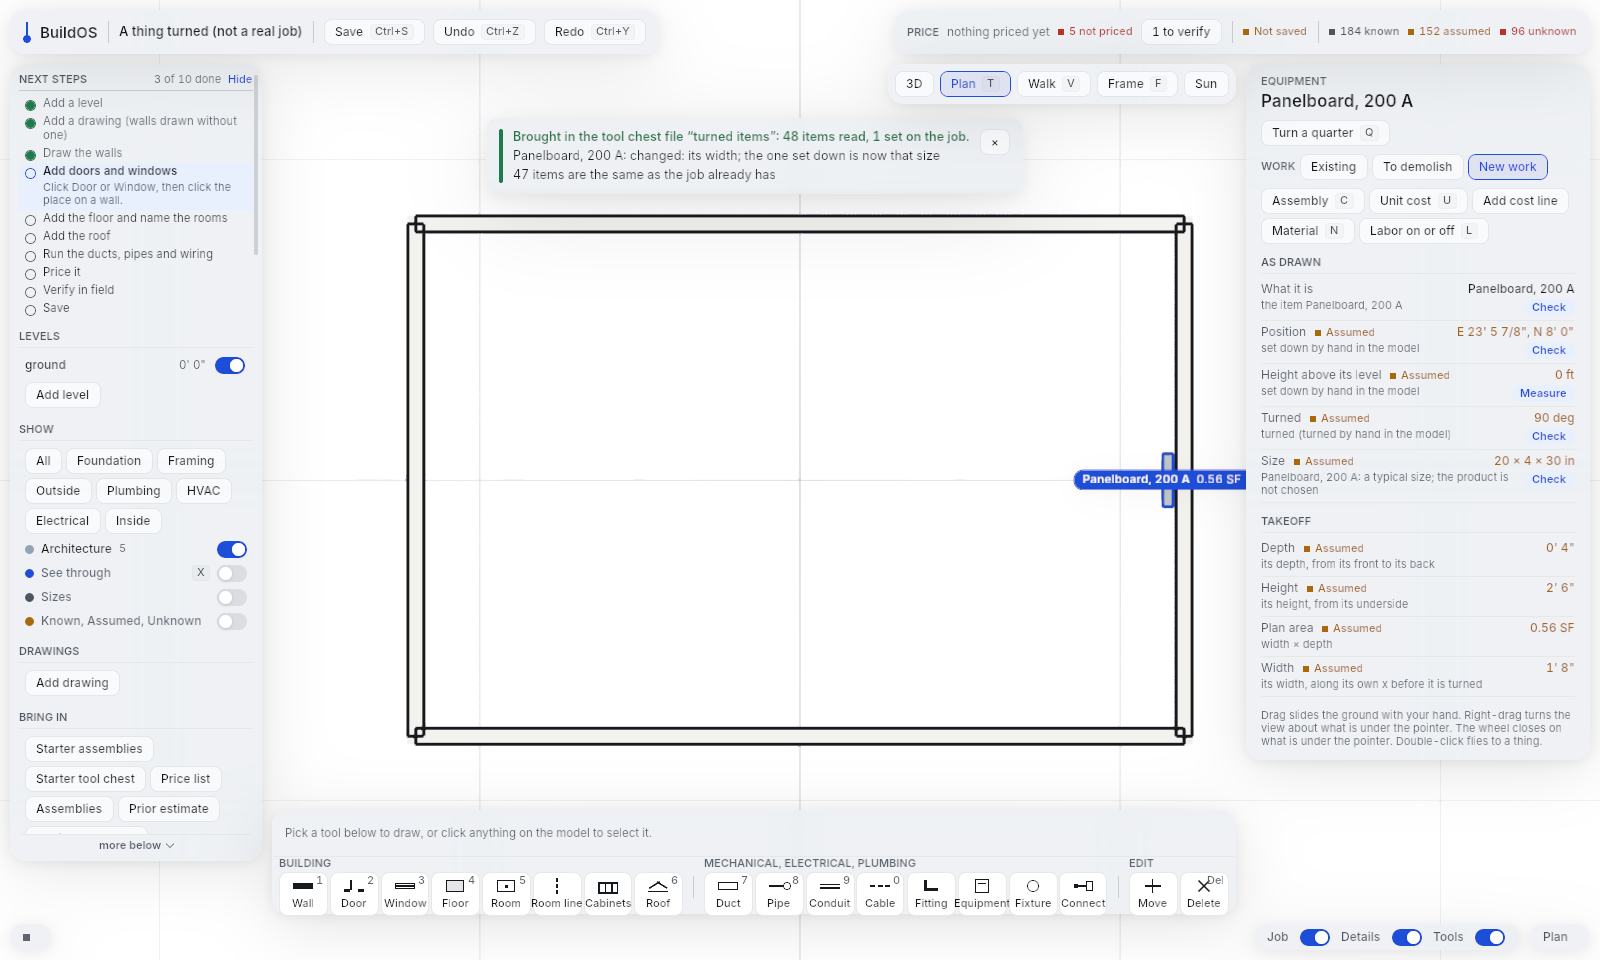 BuildOS
A thing turned (not a real job)
Save Ctrl+S
Undo Ctrl+Z
Redo Ctrl+Y
PRICE nothing priced yet 5 not priced
1 to verify
Not saved
184 known 152 assumed 96 unknown
3D
Plan T
Walk V
Frame F
Sun
NEXT STEPS 3 of 10 done Hide
Add a level
Add a drawing (walls drawn without
one)
Draw the walls
Add doors and windows
Click Door or Window, then click the
place on a wall.
Add the floor and name the rooms
Add the roof
Run the ducts, pipes and wiring
Price it
Verify in field
Save
LEVELS
ground 0' 0"
Add level
SHOW
All Foundation Framing
Outside Plumbing HVAC
Electrical Inside
Architecture 5
See through X
Sizes
Known, Assumed, Unknown
DRAWINGS
Add drawing
BRING IN
Starter assemblies
Starter tool chest Price list
Assemblies Prior estimate
more below
Brought in the tool chest file “turned items”: 48 items read, 1 set on the job.
Panelboard, 200 A: changed: its width; the one set down is now that size
47 items are the same as the job already has
×
Panelboard, 200 A 0.56 SF
EQUIPMENT
Panelboard, 200 A
Turn a quarter Q
WORK Existing To demolish New work
Assembly C Unit cost U Add cost line
Material N Labor on or off L
AS DRAWN
What it is Panelboard, 200 A
the item Panelboard, 200 A Check
Position Assumed E 23' 5 7/8", N 8' 0"
set down by hand in the model Check
Height above its level Assumed 0 ft
set down by hand in the model Measure
Turned Assumed 90 deg
turned (turned by hand in the model) Check
Size Assumed 20 × 4 × 30 in
Panelboard, 200 A: a typical size; the product is Check
not chosen
TAKEOFF
Depth Assumed 0' 4"
its depth, from its front to its back
Height Assumed 2' 6"
its height, from its underside
Plan area Assumed 0.56 SF
width × depth
Width Assumed 1' 8"
its width, along its own x before it is turned
Drag slides the ground with your hand. Right-drag turns the
view about what is under the pointer. The wheel closes on
what is under the pointer. Double-click flies to a thing.
Pick a tool below to draw, or click anything on the model to select it.
BUILDING
1 Wall
2 Door
3 Window
4 Floor
5 Room
Room line
Cabinets
6 Roof
MECHANICAL, ELECTRICAL, PLUMBING
7 Duct
8 Pipe
9 Conduit
0 Cable
Fitting
Equipment
Fixture
Connect
EDIT
Move
Del Delete
Job Details Tools Plan